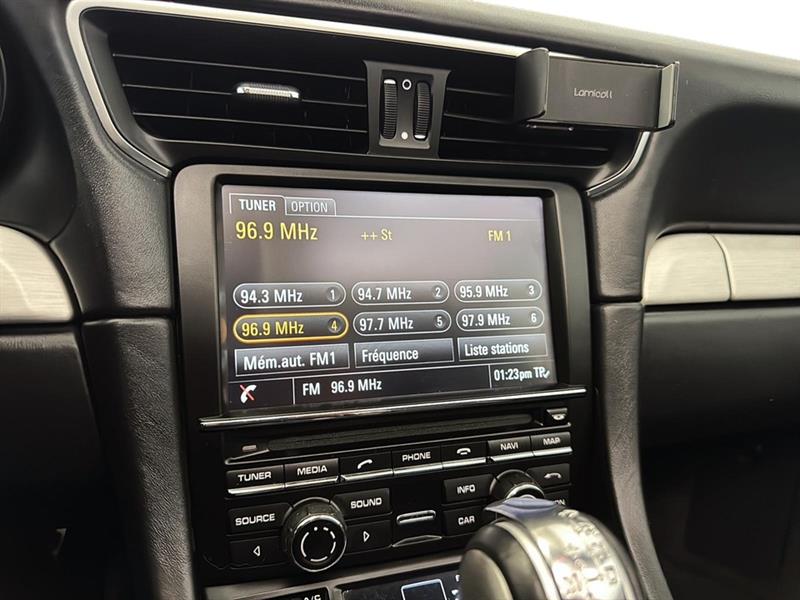 Lamicall
TUNER OPTION
96.9 MHz ++ St FM 1
94.3 MHz 1 94.7 MHz 2 95.9 MHz 3
96.9 MHz 4 97.7 MHz 5 97.9 MHz 6
Mém.aut. FM1 Fréquence Liste stations
FM 96.9 MHz 01:23pm TP
TUNER MEDIA PHONE NAVI MAP
SOURCE SOUND INFO
CAR
A/C